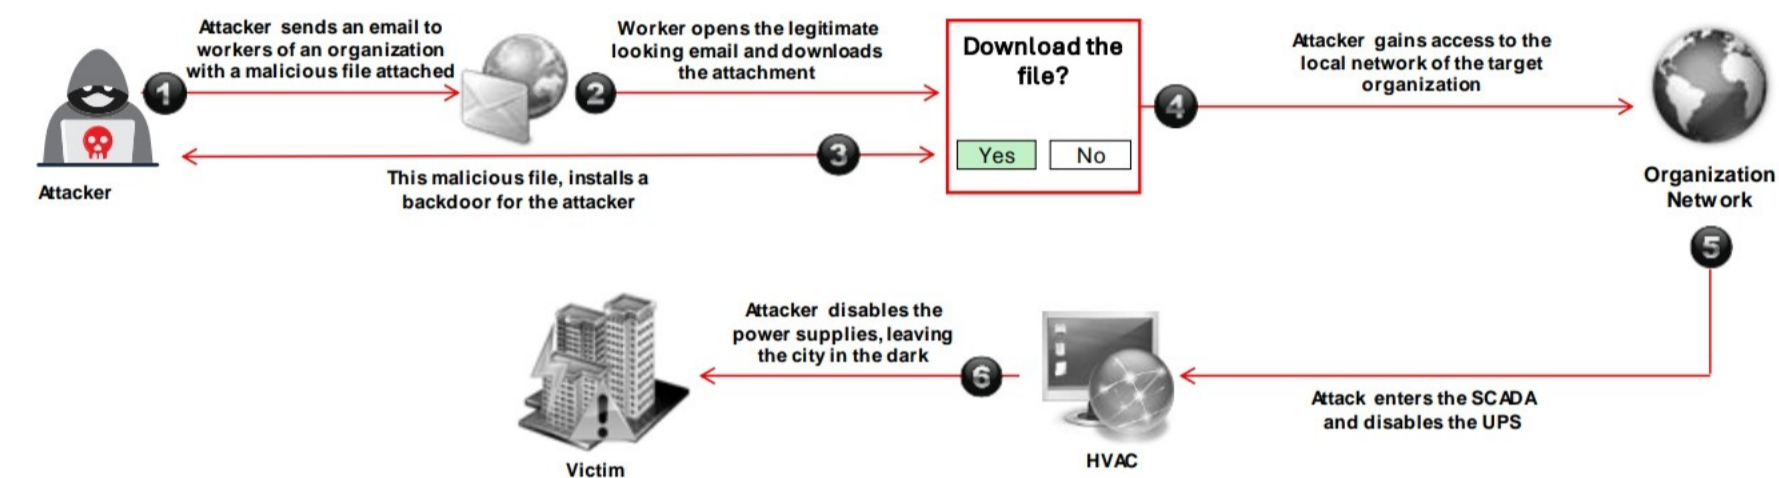 Attacker sends an email to
workers of an organization
with a malicious file attached
1
Attacker
2
Worker opens the legitimate
looking email and downloads
the attachment
3
This malicious file, installs a
backdoor for the attacker
Download the
file?
Yes
No
4
Attacker gains access to the
local network of the target
organization
Organization
Network
5
Attack enters the SCADA
and disables the UPS
HVAC
6
Attacker disables the
power supplies, leaving
the city in the dark
Victim